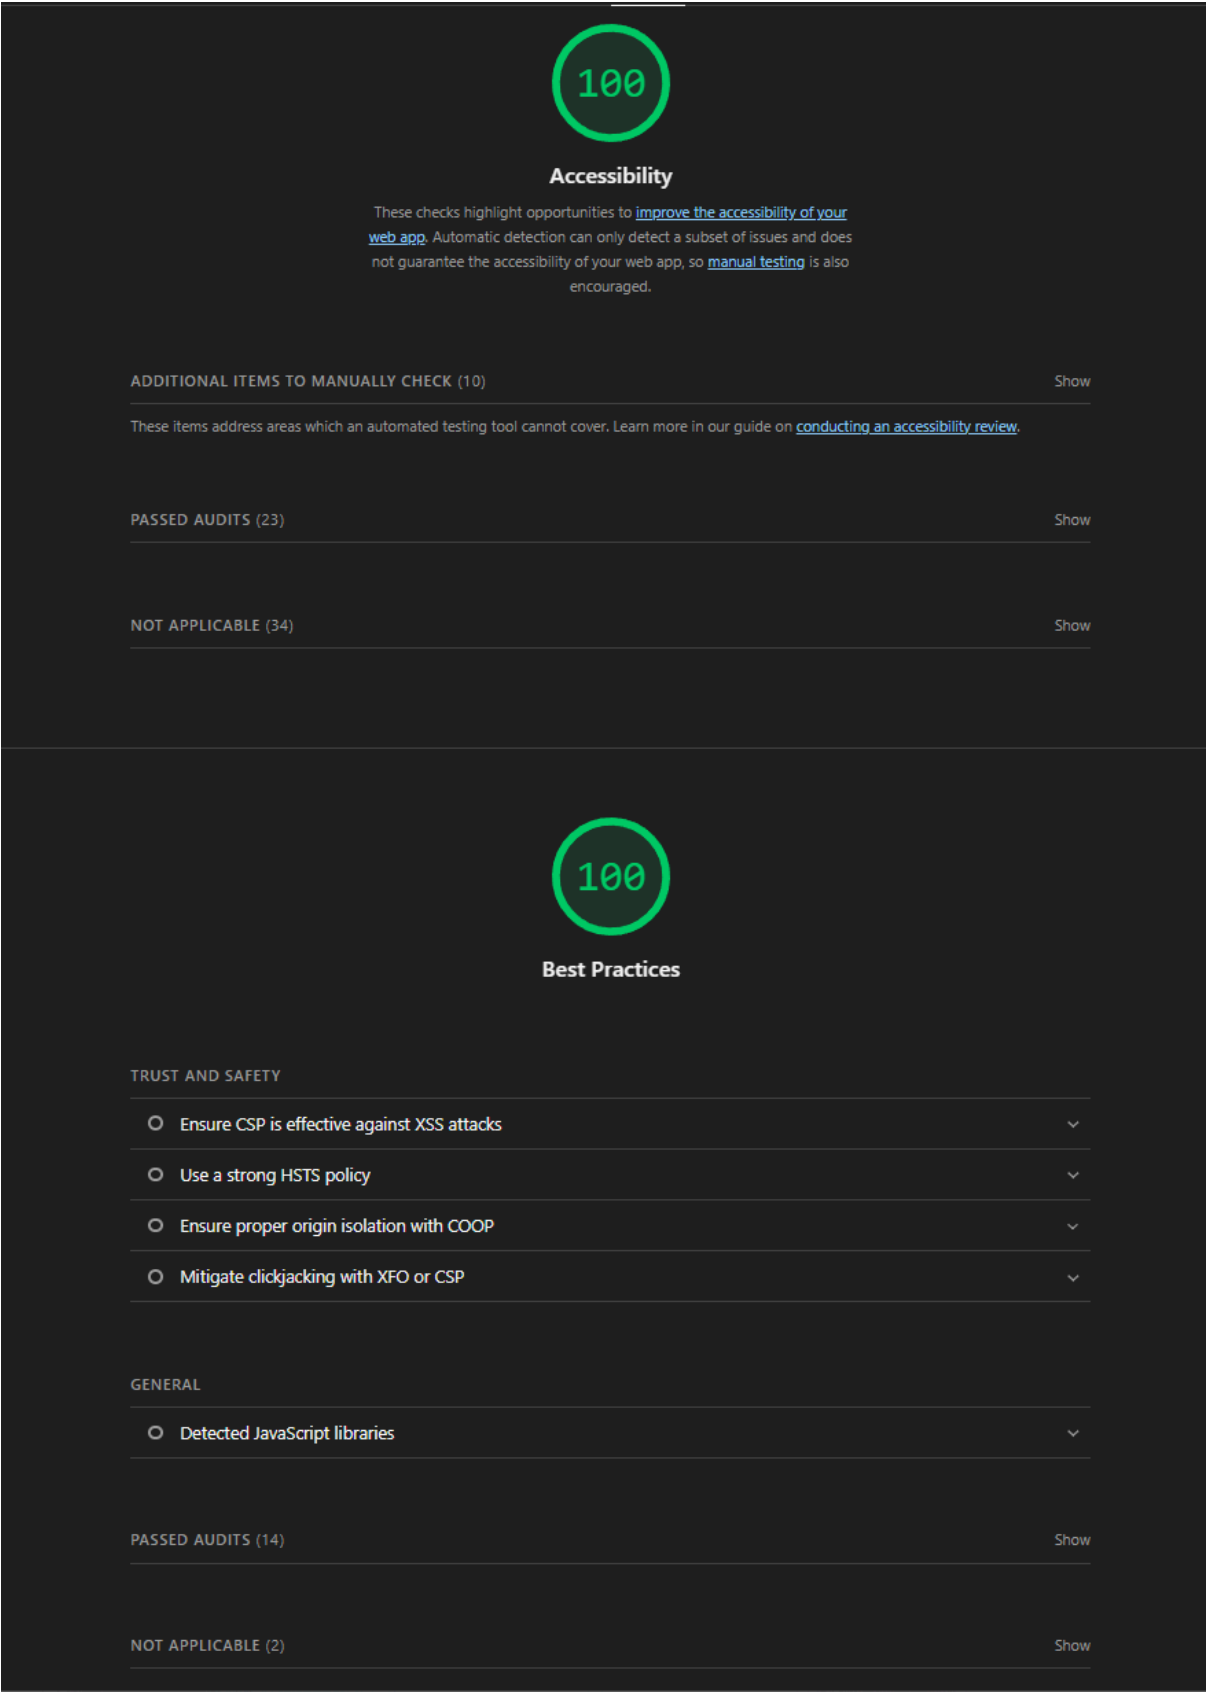 100
Accessibility
These checks highlight opportunities to improve the accessibility of your
web app. Automatic detection can only detect a subset of issues and does
not guarantee the accessibility of your web app, so manual testing is also
encouraged.
ADDITIONAL ITEMS TO MANUALLY CHECK (10) Show
These items address areas which an automated testing tool cannot cover. Learn more in our guide on conducting an accessibility review.
PASSED AUDITS (23) Show
NOT APPLICABLE (34) Show
100
Best Practices
TRUST AND SAFETY
Ensure CSP is effective against XSS attacks
Use a strong HSTS policy
Ensure proper origin isolation with COOP
Mitigate clickjacking with XFO or CSP
GENERAL
Detected JavaScript libraries
PASSED AUDITS (14) Show
NOT APPLICABLE (2) Show